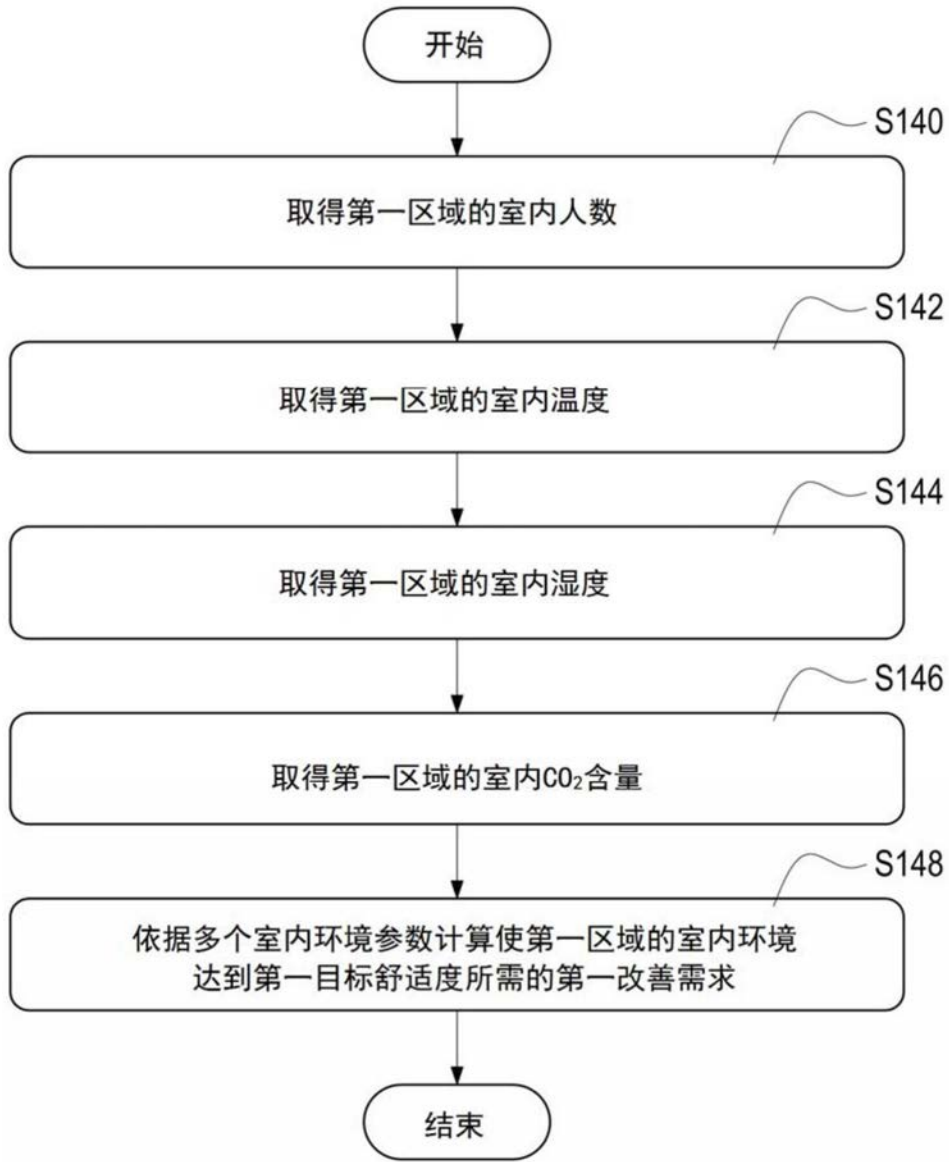 开始
S140
取得第一区域的室内人数
S142
取得第一区域的室内温度
S144
取得第一区域的室内湿度
S146
取得第一区域的室内CO₂含量
S148
依据多个室内环境参数计算使第一区域的室内环境
达到第一目标舒适度所需的第一改善需求
结束